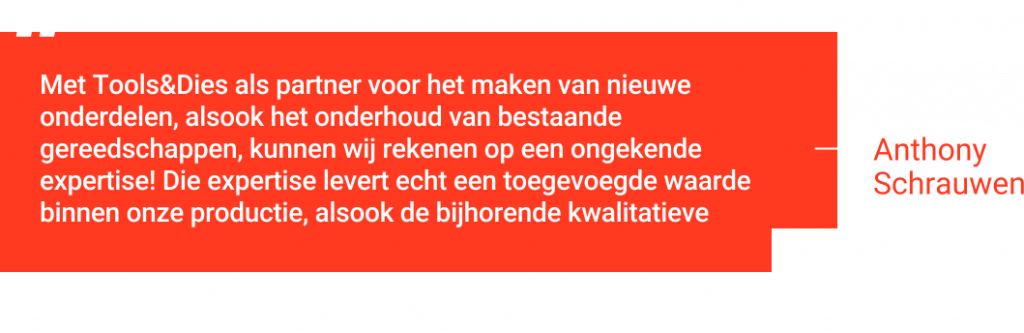 Met Tools&Dies als partner voor het maken van nieuwe
onderdelen, alsook het onderhoud van bestaande
gereedschappen, kunnen wij rekenen op een ongekende
expertise! Die expertise levert echt een toegevoegde waarde
binnen onze productie, alsook de bijhorende kwalitatieve
Anthony
Schrauwen